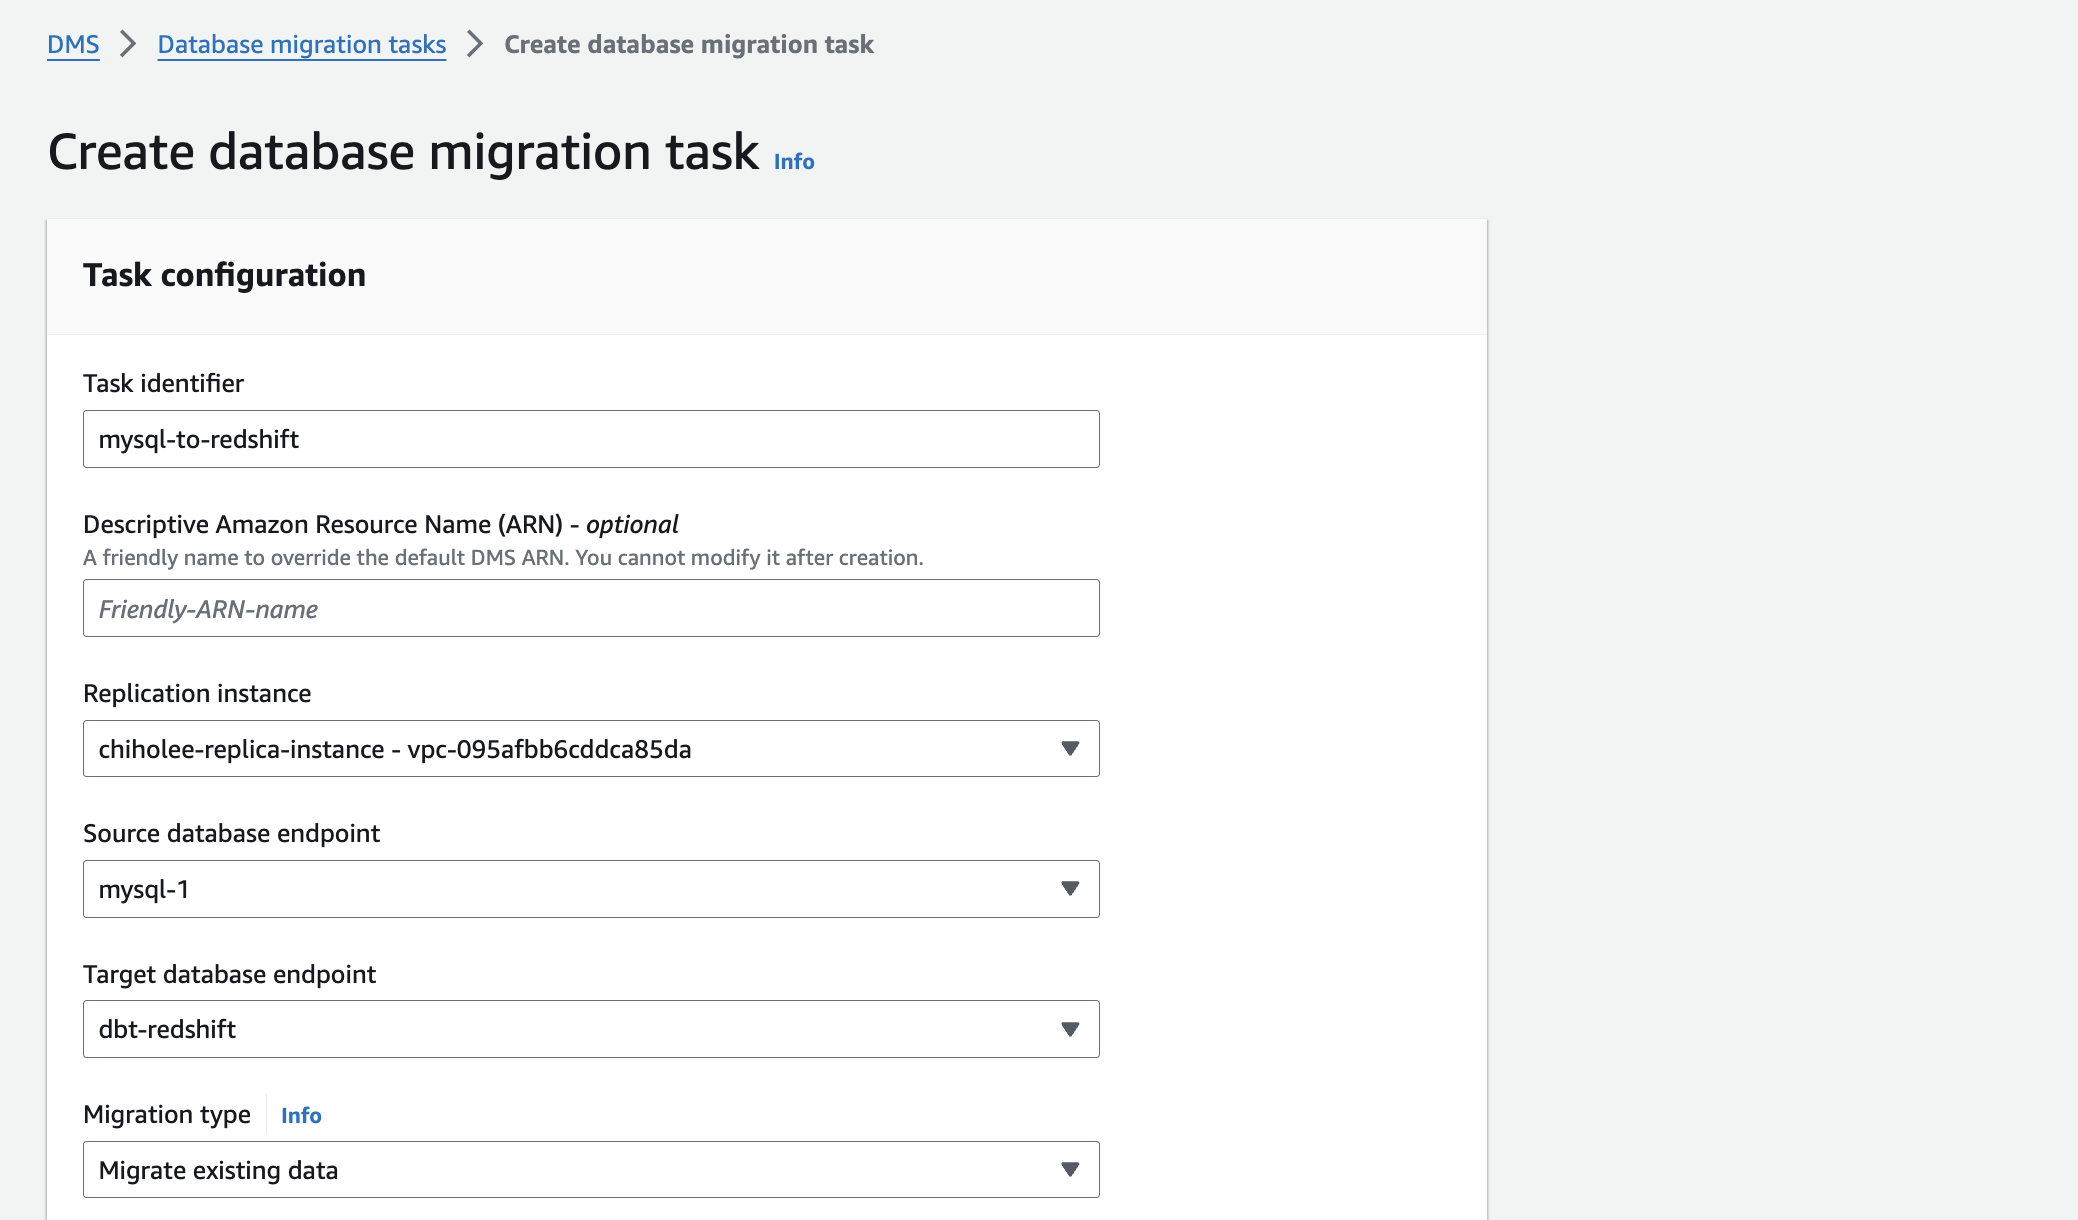 DMS > Database migration tasks > Create database migration task
Create database migration task Info
Task configuration
Task identifier
mysql-to-redshift
Descriptive Amazon Resource Name (ARN) - optional
A friendly name to override the default DMS ARN. You cannot modify it after creation.
Friendly-ARN-name
Replication instance
chiholee-replica-instance - vpc-095afbb6cddca85da
Source database endpoint
mysql-1
Target database endpoint
dbt-redshift
Migration type Info
Migrate existing data